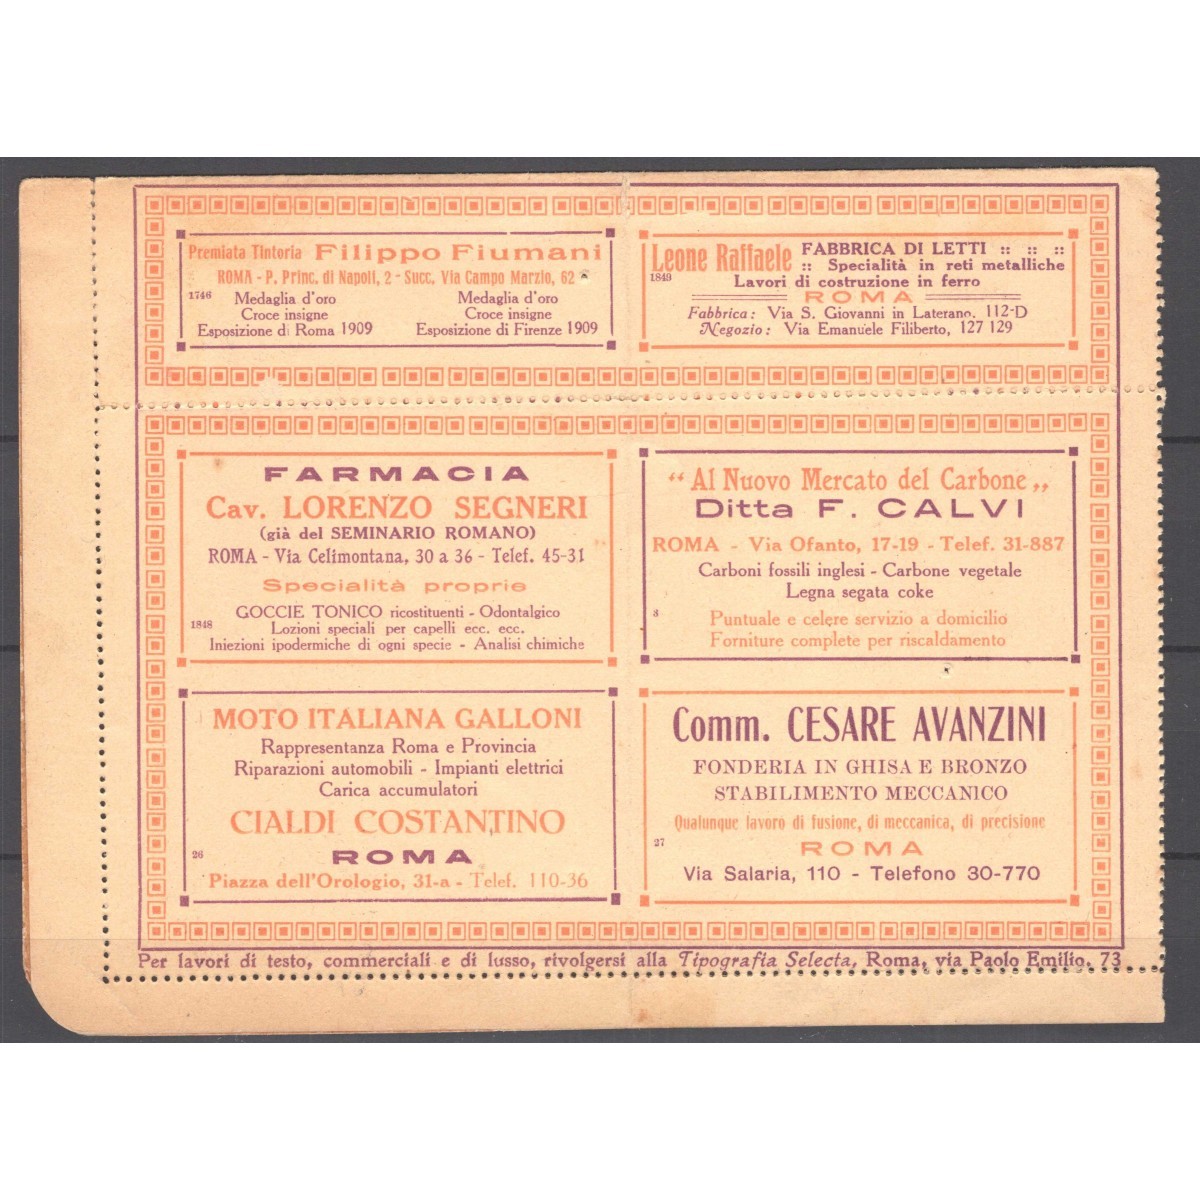 Premiata Tintoria Filippo Fiumani
ROMA - P. Princ. di Napoli, 2 - Succ. Via Campo Marzio, 62
1746
Medaglia d'oro Medaglia d'oro
Croce insigne Croce insigne
Esposizione di Roma 1909 Esposizione di Firenze 1909
Leone Raffaele FABBRICA DI LETTI :: :: ::
:: Specialità in reti metalliche
1849
Lavori di costruzione in ferro
ROMA
Fabbrica: Via S. Giovanni in Laterano, 112-D
Negozio: Via Emanuele Filiberto, 127 129
FARMACIA
Cav. LORENZO SEGNERI
(già del SEMINARIO ROMANO)
ROMA - Via Celimontana, 30 a 36 - Telef. 45-31
Specialità proprie
GOCCIE TONICO ricostituenti - Odontalgico
1848
Lozioni speciali per capelli ecc. ecc.
Iniezioni ipodermiche di ogni specie - Analisi chimiche
"Al Nuovo Mercato del Carbone„
Ditta F. CALVI
ROMA - Via Ofanto, 17-19 - Telef. 31-887
Carboni fossili inglesi - Carbone vegetale
Legna segata coke
Puntuale e celere servizio a domicilio
Forniture complete per riscaldamento
MOTO ITALIANA GALLONI
Rappresentanza Roma e Provincia
Riparazioni automobili - Impianti elettrici
Carica accumulatori
CIALDI COSTANTINO
26
ROMA
Piazza dell'Orologio, 31-a - Telef. 110-36
Comm. CESARE AVANZINI
FONDERIA IN GHISA E BRONZO
STABILIMENTO MECCANICO
Qualunque lavoro di fusione, di meccanica, di precisione
27
ROMA
Via Salaria, 110 - Telefono 30-770
Per lavori di testo, commerciali e di lusso, rivolgersi alla Tipografia Selecta, Roma, via Paolo Emilio, 73